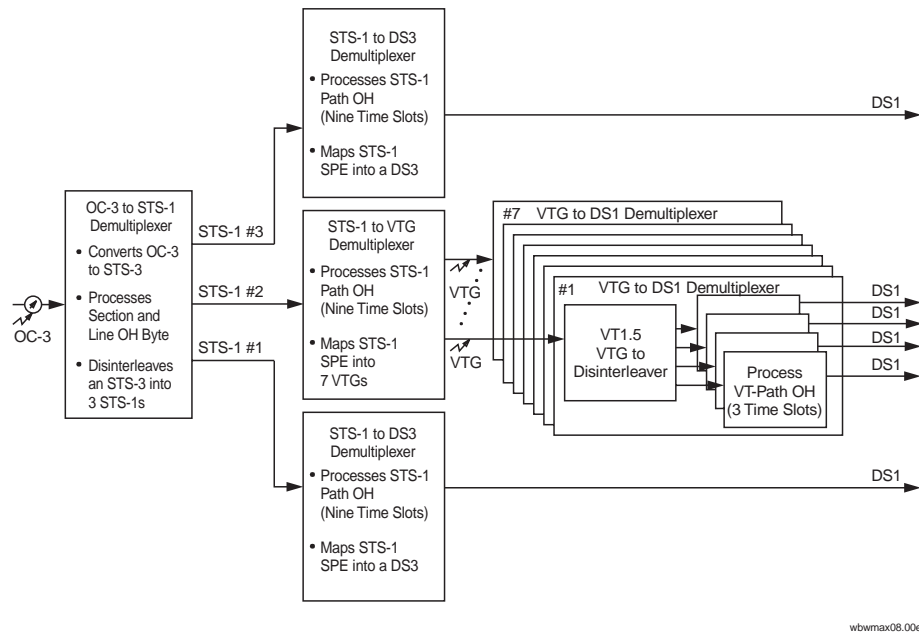 STS-1 to DS3
Demultiplexer
• Processes STS-1
Path OH
(Nine Time Slots)
• Maps STS-1
SPE into a DS3
DS1
OC-3 to STS-1
Demultiplexer
• Converts OC-3
to STS-3
• Processes
Section and
Line OH Byte
• Disinterleaves
an STS-3 into
3 STS-1s
OC-3
STS-1 #3
STS-1 #2
STS-1 #1
STS-1 to VTG
Demultiplexer
• Processes STS-1
Path OH
(Nine Time Slots)
• Maps STS-1
SPE into
7 VTGs
VTG
VTG
#7 VTG to DS1 Demultiplexer
#1 VTG to DS1 Demultiplexer
VT1.5
VTG to
Disinterleaver
Process
VT-Path OH
(3 Time Slots)
DS1
DS1
DS1
DS1
STS-1 to DS3
Demultiplexer
• Processes STS-1
Path OH
(Nine Time Slots)
• Maps STS-1
SPE into a DS3
DS1
wbwmax08.00e